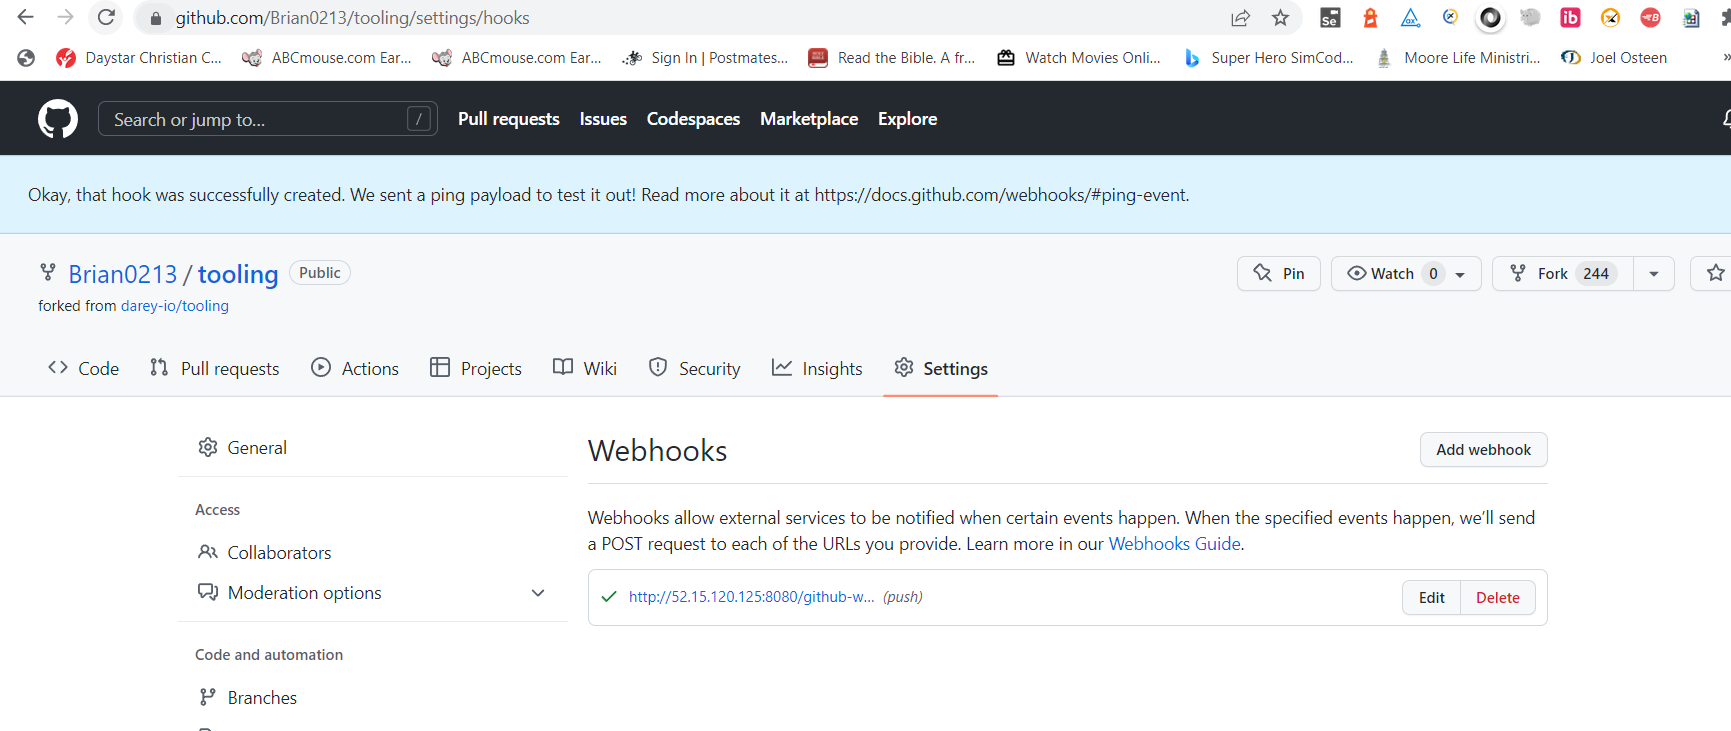 github.com/Brian0213/tooling/settings/hooks
Se
ib
Daystar Christian C... ABCmouse.com Ear... ABCmouse.com Ear... Sign In | Postmates... Read the Bible. A fr... Watch Movies Onli... Super Hero SimCod... Moore Life Ministri... Joel Osteen »
Search or jump to... / Pull requests Issues Codespaces Marketplace Explore
Okay, that hook was successfully created. We sent a ping payload to test it out! Read more about it at https://docs.github.com/webhooks/#ping-event.
Brian0213 / tooling Public Pin Watch 0 Fork 244
forked from darey-io/tooling
Code Pull requests Actions Projects Wiki Security Insights Settings
General
Access
Collaborators
Moderation options
Code and automation
Branches
Webhooks Add webhook
Webhooks allow external services to be notified when certain events happen. When the specified events happen, we'll send
a POST request to each of the URLs you provide. Learn more in our Webhooks Guide.
http://52.15.120.125:8080/github-w... (push) Edit Delete